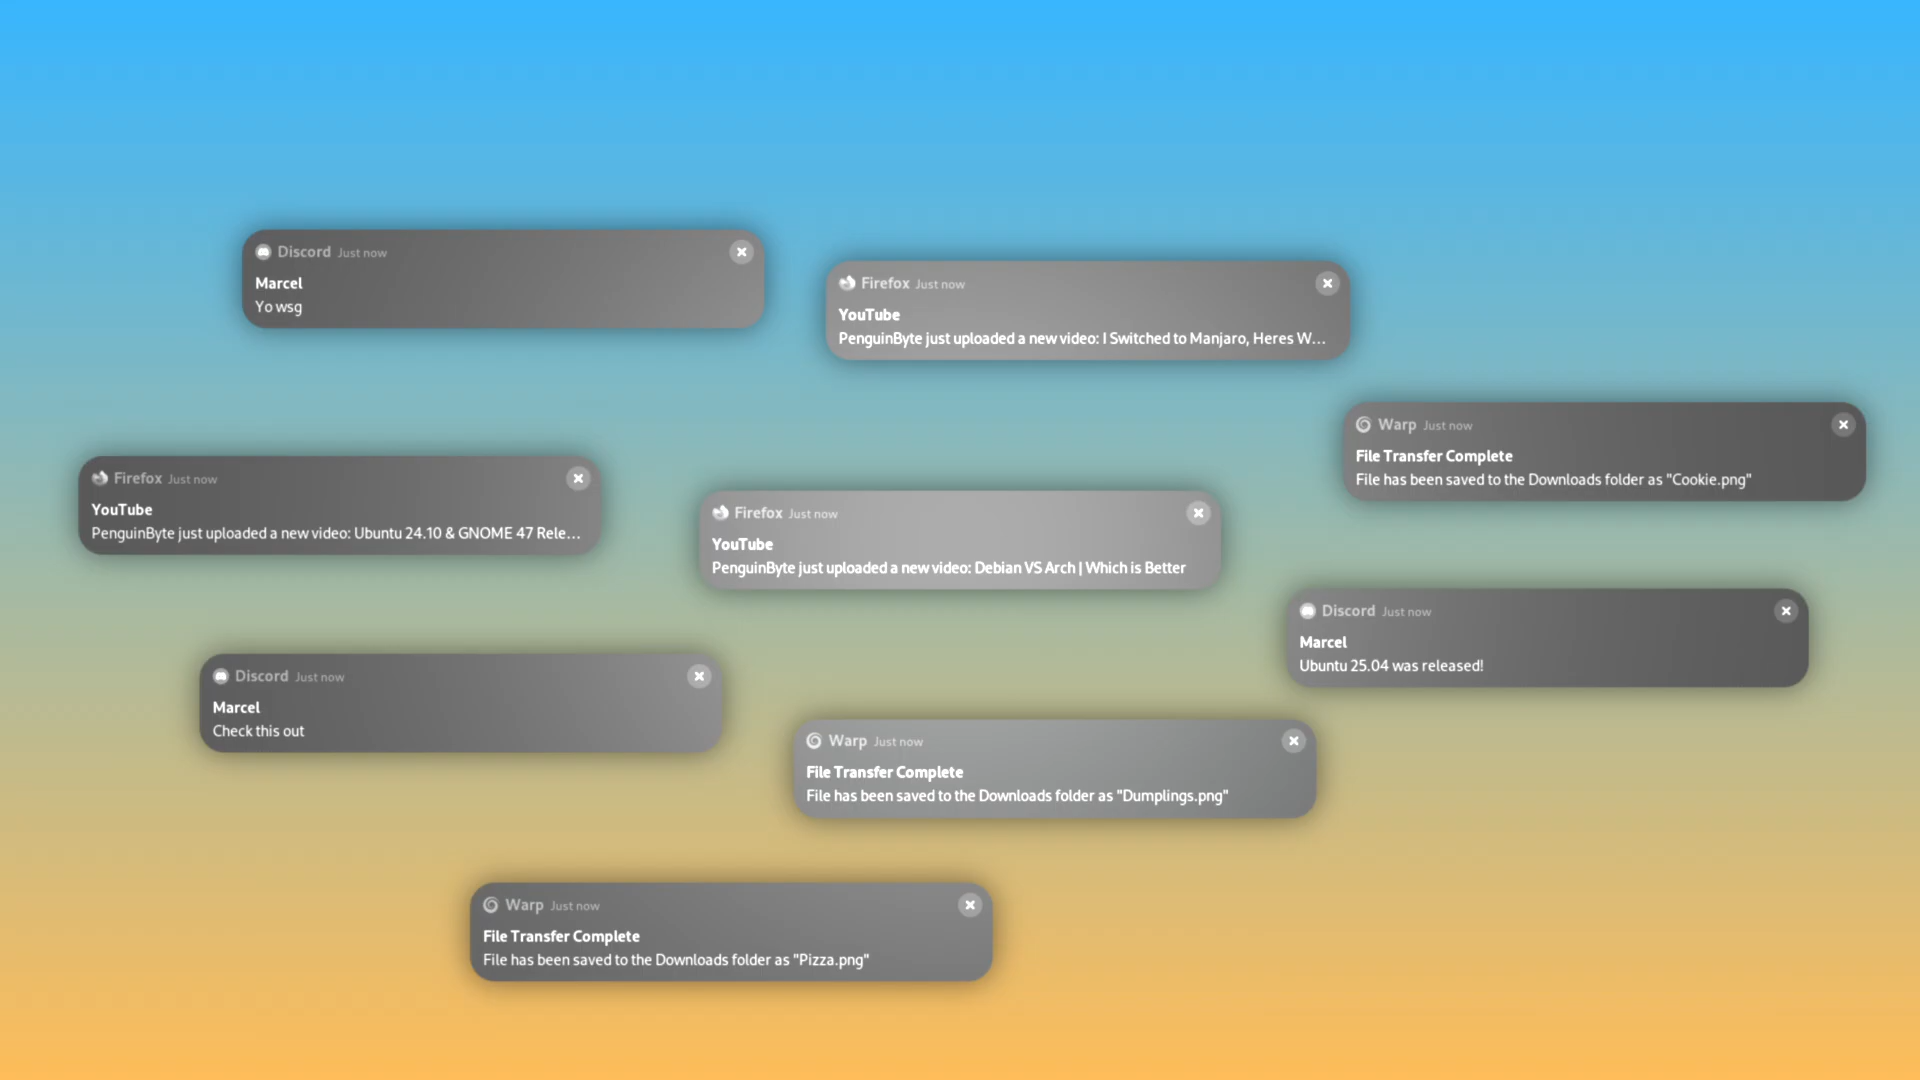 Discord Just now
Marcel
Yo wsg
Firefox Just now
YouTube
PenguinByte just uploaded a new video: I Switched to Manjaro, Heres W...
Warp Just now
File Transfer Complete
File has been saved to the Downloads folder as "Cookie.png"
Firefox Just now
YouTube
PenguinByte just uploaded a new video: Ubuntu 24.10 & GNOME 47 Rele...
Firefox Just now
YouTube
PenguinByte just uploaded a new video: Debian VS Arch | Which is Better
Discord Just now
Marcel
Ubuntu 25.04 was released!
Discord Just now
Marcel
Check this out
Warp Just now
File Transfer Complete
File has been saved to the Downloads folder as "Dumplings.png"
Warp Just now
File Transfer Complete
File has been saved to the Downloads folder as "Pizza.png"